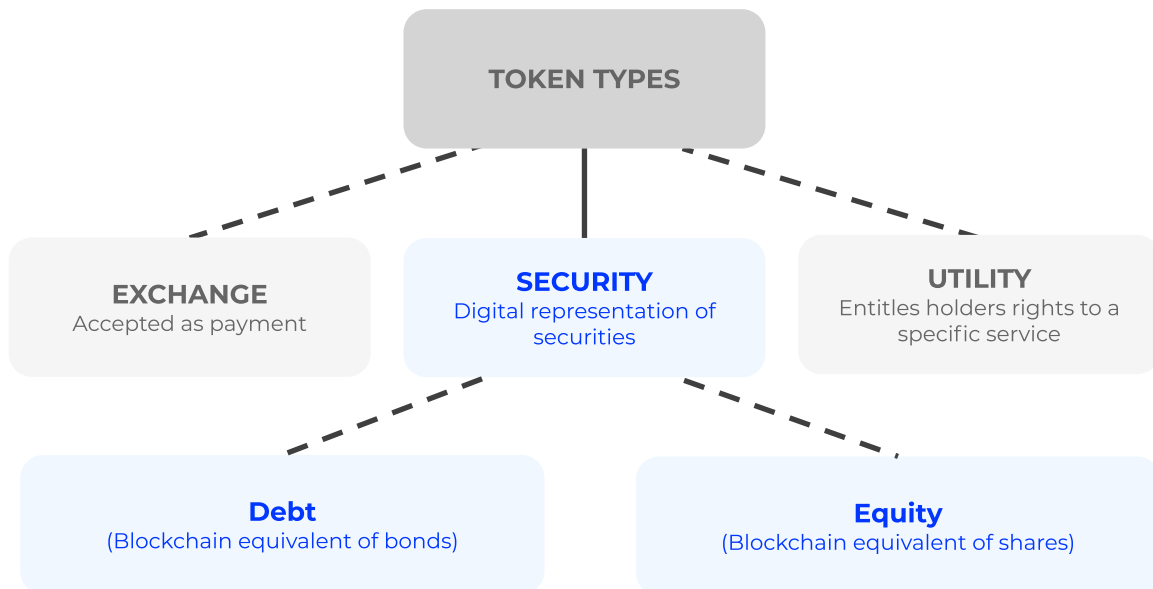 TOKEN TYPES
EXCHANGE
Accepted as payment
SECURITY
Digital representation of
securities
UTILITY
Entitles holders rights to a
specific service
Debt
(Blockchain equivalent of bonds)
Equity
(Blockchain equivalent of shares)